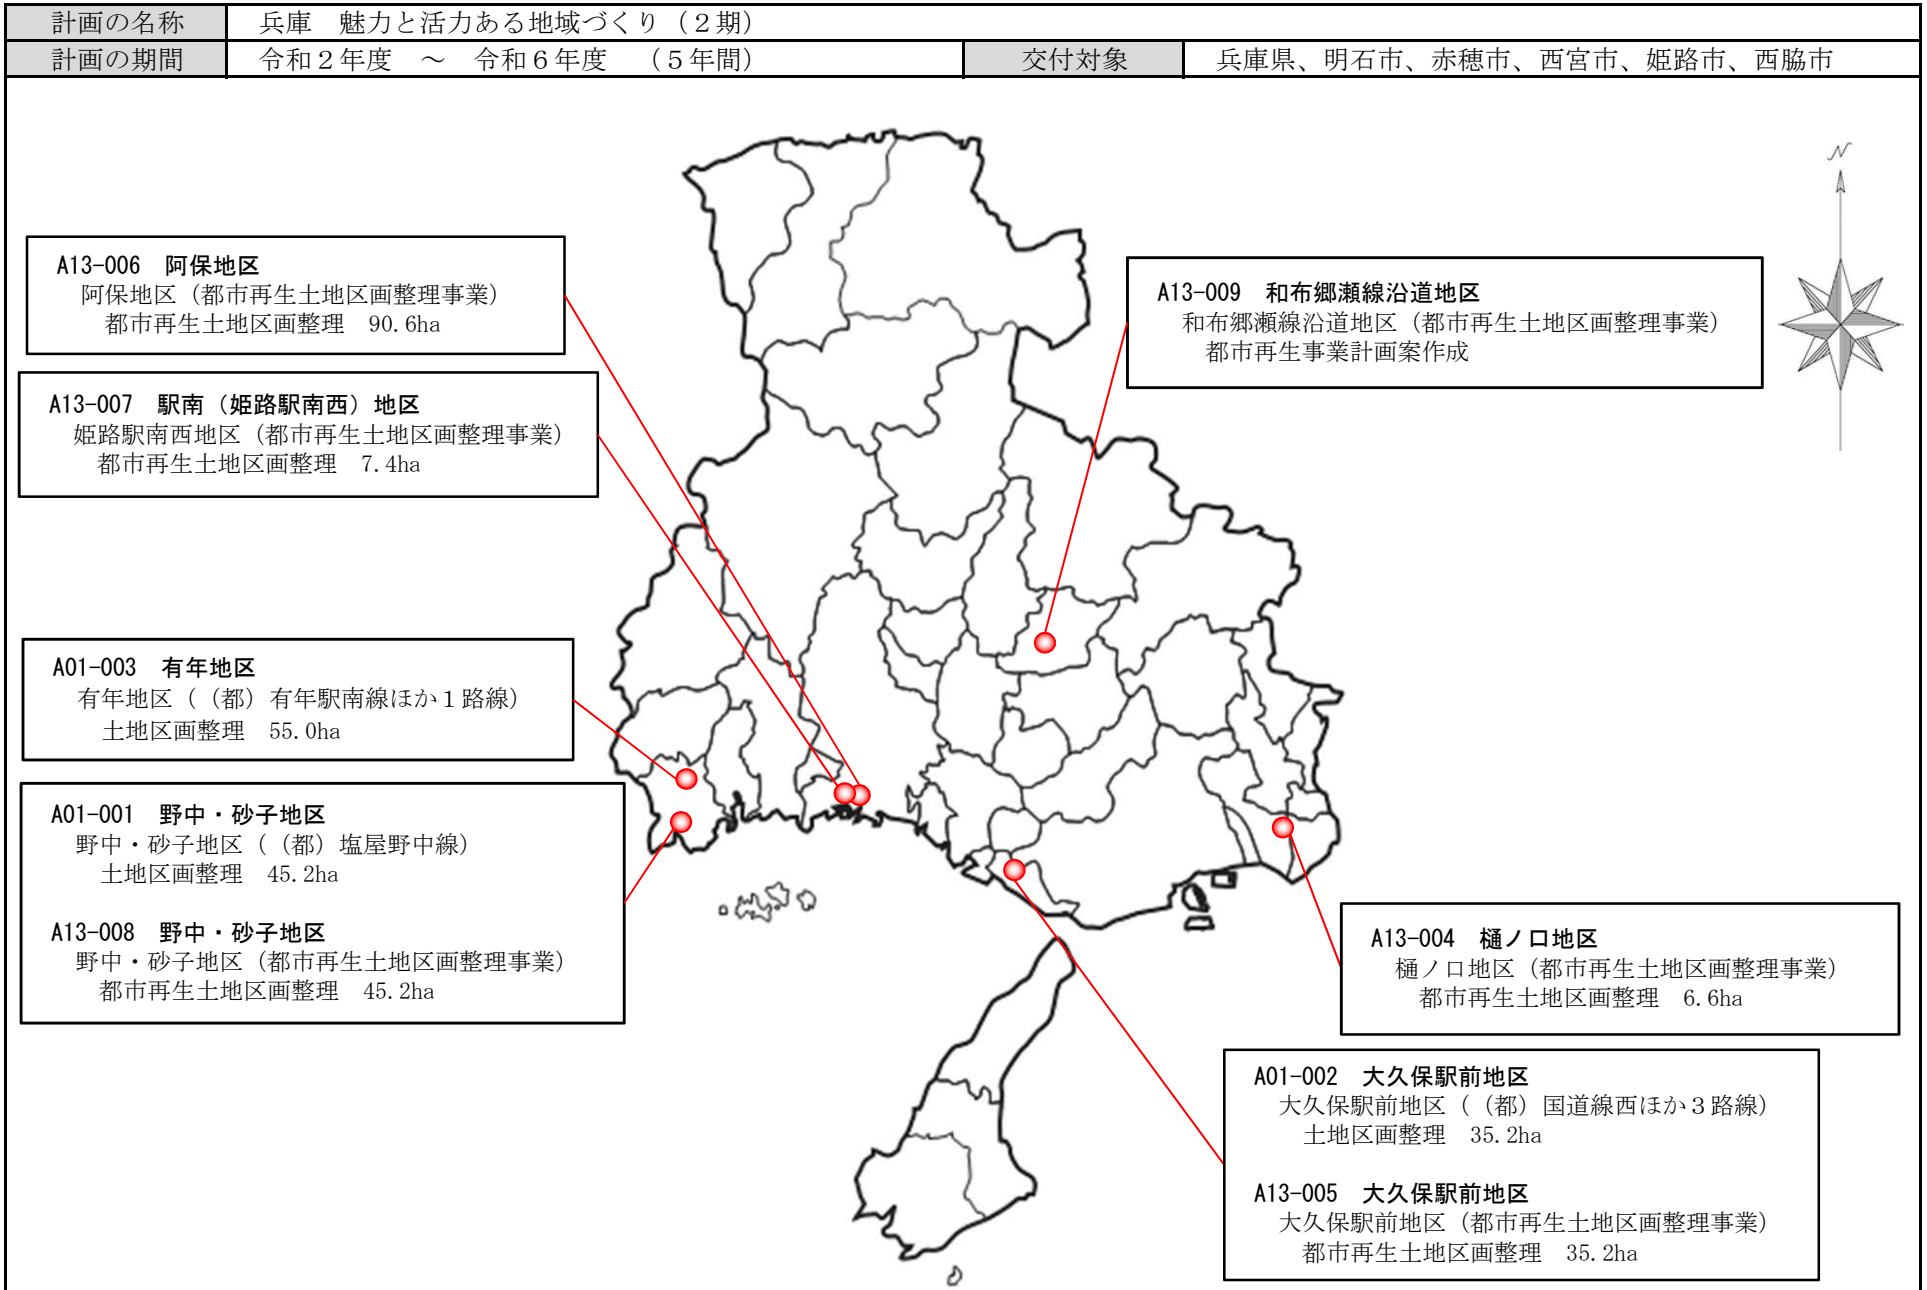 計画の名称 兵庫　魅力と活力ある地域づくり（２期）
計画の期間 令和２年度　～　令和６年度　（５年間） 交付対象 兵庫県、明石市、赤穂市、西宮市、姫路市、西脇市
N
A13-006　阿保地区
阿保地区（都市再生土地区画整理事業）
都市再生土地区画整理　90.6ha
A13-007　駅南（姫路駅南西）地区
姫路駅南西地区（都市再生土地区画整理事業）
都市再生土地区画整理　7.4ha
A13-009　和布郷瀬線沿道地区
和布郷瀬線沿道地区（都市再生土地区画整理事業）
都市再生事業計画案作成
A01-003　有年地区
有年地区（（都）有年駅南線ほか１路線）
土地区画整理　55.0ha
A01-001　野中・砂子地区
野中・砂子地区（（都）塩屋野中線）
土地区画整理　45.2ha
A13-008　野中・砂子地区
野中・砂子地区（都市再生土地区画整理事業）
都市再生土地区画整理　45.2ha
A13-004　樋ノ口地区
樋ノ口地区（都市再生土地区画整理事業）
都市再生土地区画整理　6.6ha
A01-002　大久保駅前地区
大久保駅前地区（（都）国道線西ほか３路線）
土地区画整理　35.2ha
A13-005　大久保駅前地区
大久保駅前地区（都市再生土地区画整理事業）
都市再生土地区画整理　35.2ha